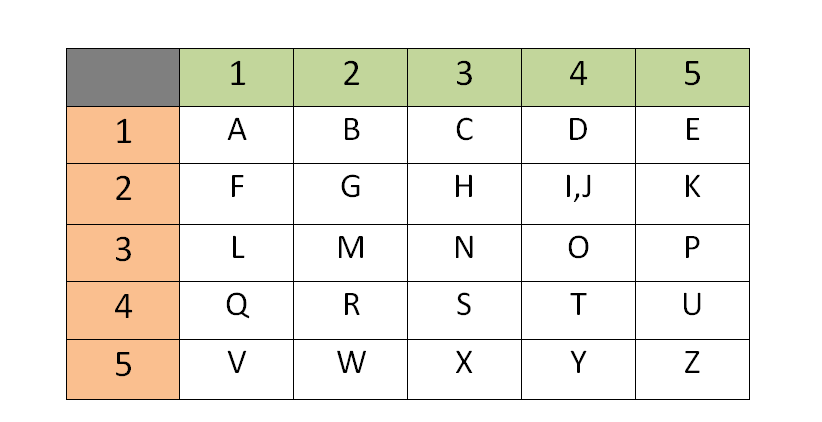 1 2 3 4 5
1 A B C D E
2 F G H I,J K
3 L M N O P
4 Q R S T U
5 V W X Y Z